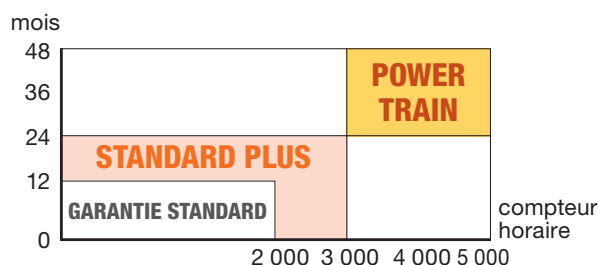 mois
48
POWER
TRAIN
36
24
STANDARD PLUS
12
GARANTIE STANDARD
compteur
horaire
0
2 000 3 000 4 000 5 000